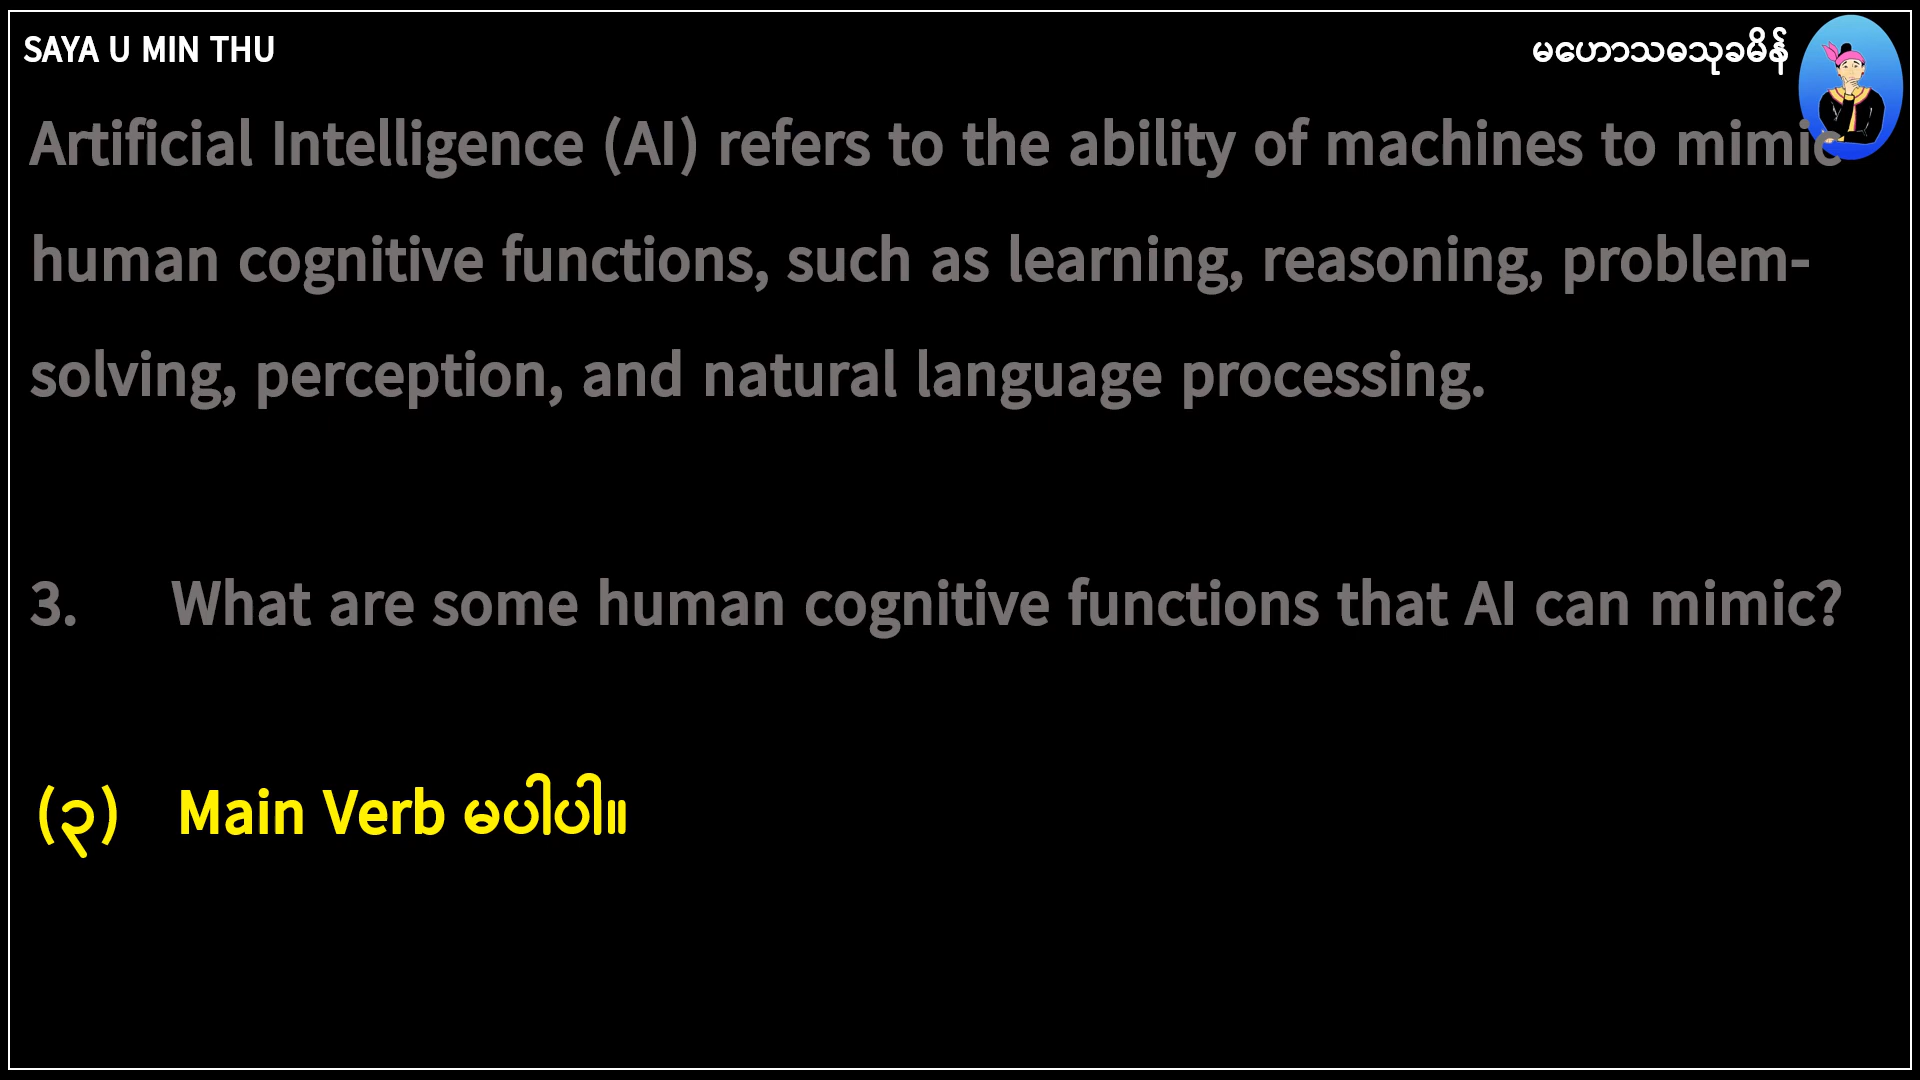 SAYA U MIN THU
မဟောသဓသုခမိန်
Artificial Intelligence (AI) refers to the ability of machines to mimic
human cognitive functions, such as learning, reasoning, problem-
solving, perception, and natural language processing.
3. What are some human cognitive functions that AI can mimic?
(၃) Main Verb မပါပါ။